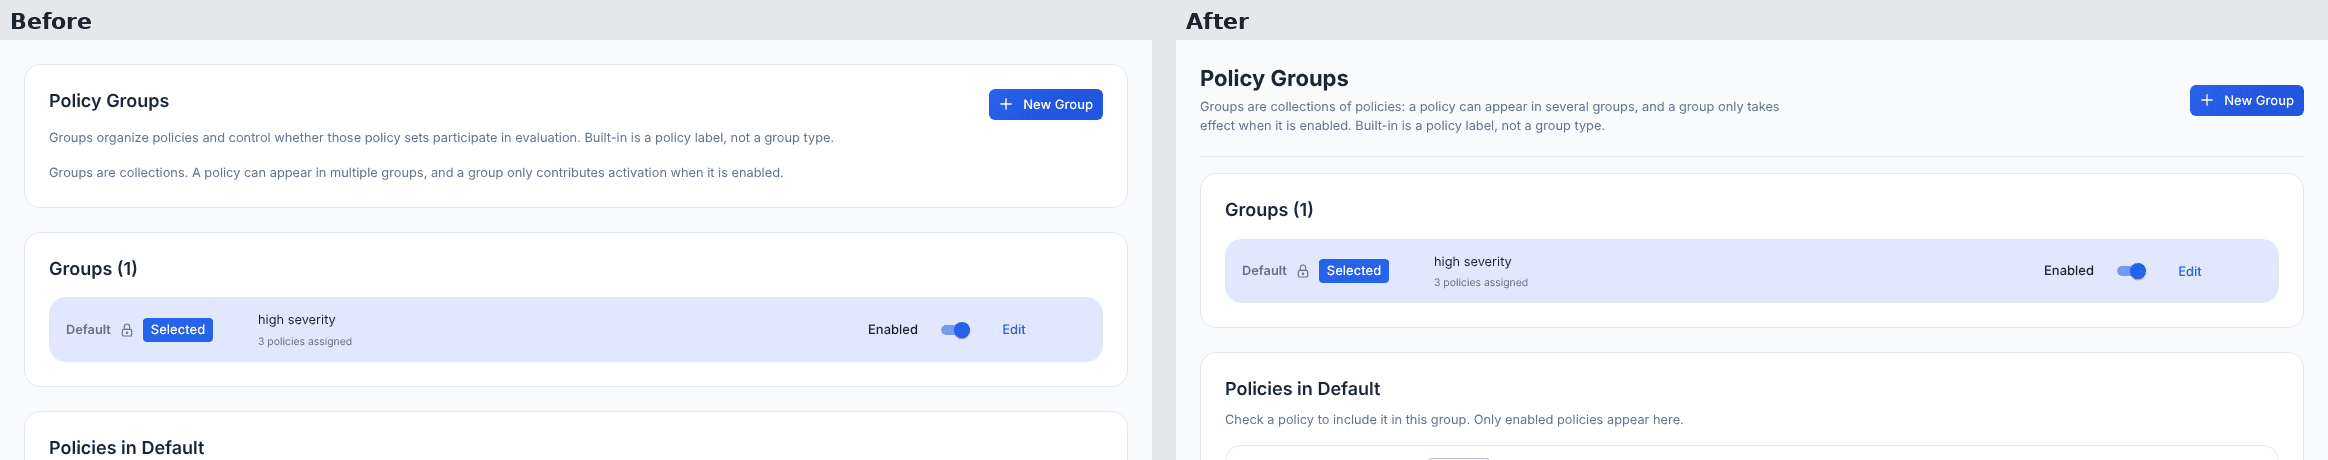 Before
Policy Groups
New Group
Groups organize policies and control whether those policy sets participate in evaluation. Built-in is a policy label, not a group type.
Groups are collections. A policy can appear in multiple groups, and a group only contributes activation when it is enabled.
Groups (1)
Default Selected
high severity
3 policies assigned
Enabled
Edit
Policies in Default
After
Policy Groups
Groups are collections of policies: a policy can appear in several groups, and a group only takes
effect when it is enabled. Built-in is a policy label, not a group type.
New Group
Groups (1)
Default Selected
high severity
3 policies assigned
Enabled
Edit
Policies in Default
Check a policy to include it in this group. Only enabled policies appear here.